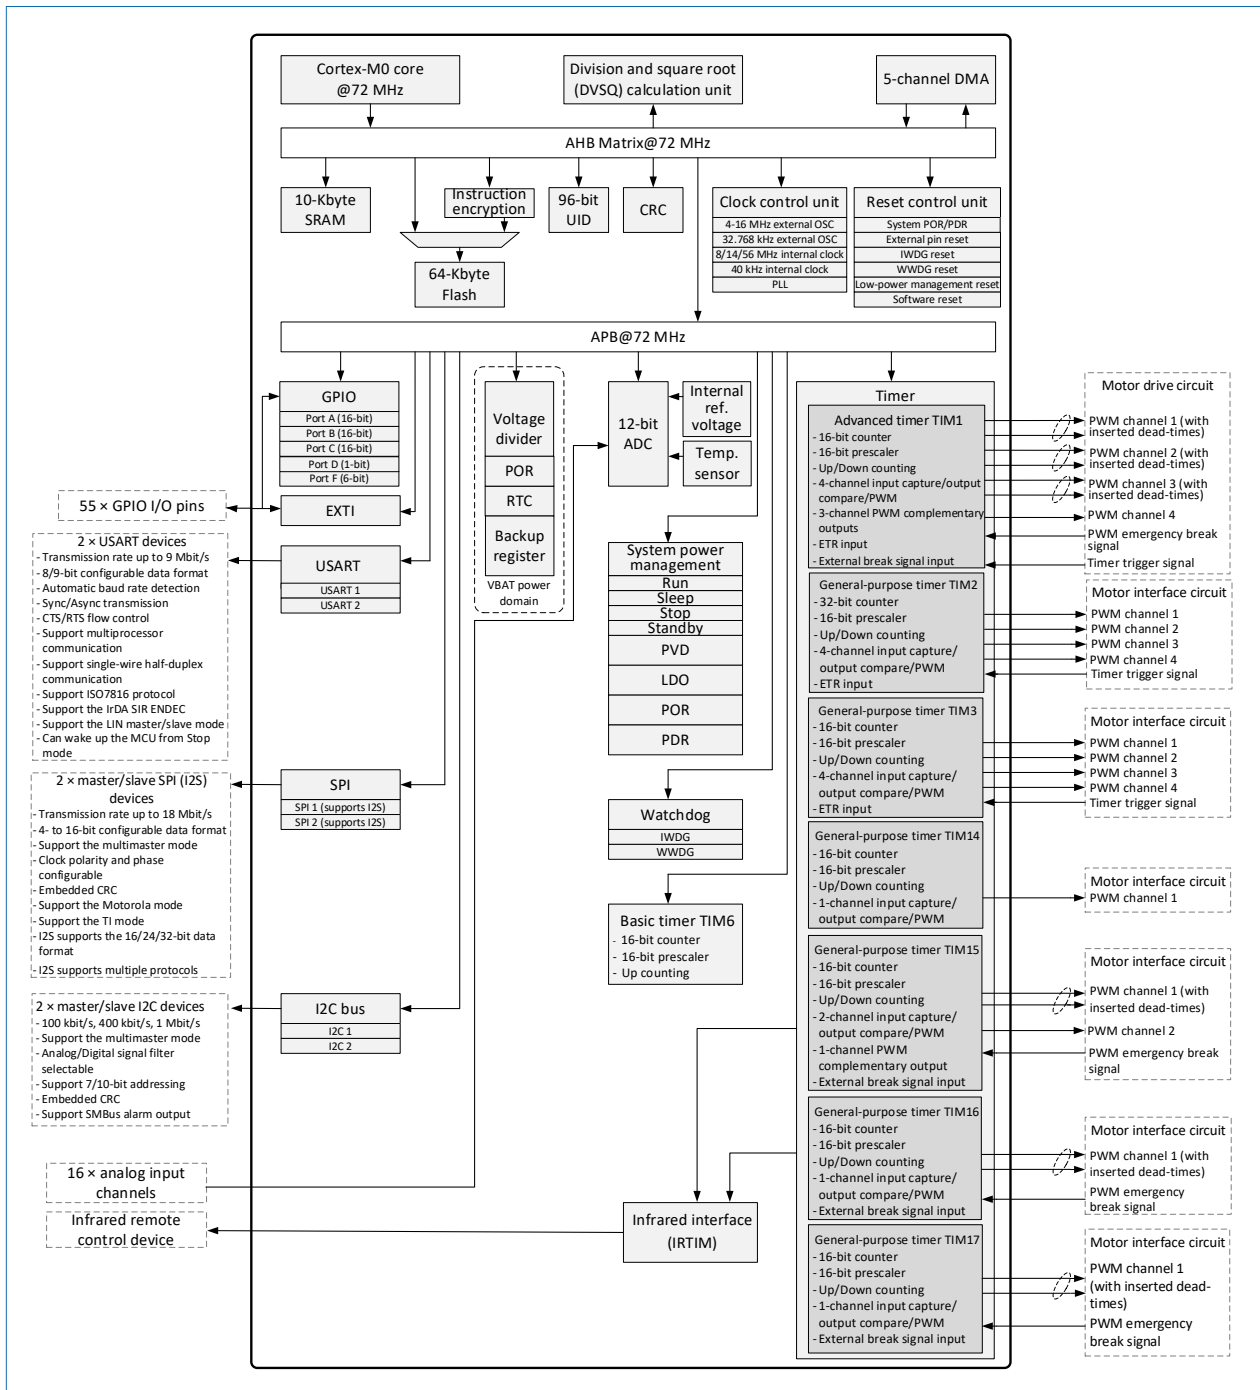 Cortex-M0 core
@72 MHz
Division and square root
(DVSQ) calculation unit
5-channel DMA
AHB Matrix@72 MHz
10-Kbyte
SRAM
Instruction
encryption
96-bit
UID
CRC
Clock control unit
4-16 MHz external OSC
32.768 kHz external OSC
8/14/56 MHz internal clock
40 kHz internal clock
PLL
Reset control unit
System POR/PDR
External pin reset
IWDG reset
WWDG reset
Low-power management reset
Software reset
64-Kbyte
Flash
APB@72 MHz
GPIO
Port A (16-bit)
Port B (16-bit)
Port C (16-bit)
Port D (1-bit)
Port F (6-bit)
EXTI
55 × GPIO I/O pins
USART
USART 1
USART 2
2 × USART devices
- Transmission rate up to 9 Mbit/s
- 8/9-bit configurable data format
- Automatic baud rate detection
- Sync/Async transmission
- CTS/RTS flow control
- Support multiprocessor
communication
- Support single-wire half-duplex
communication
- Support ISO7816 protocol
- Support the IrDA SIR ENDEC
- Support the LIN master/slave mode
- Can wake up the MCU from Stop
mode
SPI
SPI 1 (supports I2S)
SPI 2 (supports I2S)
2 × master/slave SPI (I2S)
devices
- Transmission rate up to 18 Mbit/s
- 4- to 16-bit configurable data format
- Support the multimaster mode
- Clock polarity and phase
configurable
- Embedded CRC
- Support the Motorola mode
- Support the TI mode
- I2S supports the 16/24/32-bit data
format
- I2S supports multiple protocols
I2C bus
I2C 1
I2C 2
2 × master/slave I2C devices
- 100 kbit/s, 400 kbit/s, 1 Mbit/s
- Support the multimaster mode
- Analog/Digital signal filter
selectable
- Support 7/10-bit addressing
- Embedded CRC
- Support SMBus alarm output
16 × analog input
channels
Infrared remote
control device
Voltage
divider
POR
RTC
Backup
register
VBAT power
domain
12-bit
ADC
Internal
ref.
voltage
Temp.
sensor
System power
management
Run
Sleep
Stop
Standby
PVD
LDO
POR
PDR
Watchdog
IWDG
WWDG
Basic timer TIM6
- 16-bit counter
- 16-bit prescaler
- Up counting
Infrared interface
(IRTIM)
Timer
Advanced timer TIM1
- 16-bit counter
- 16-bit prescaler
- Up/Down counting
- 4-channel input capture/output
compare/PWM
- 3-channel PWM complementary
outputs
- ETR input
- External break signal input
General-purpose timer TIM2
- 32-bit counter
- 16-bit prescaler
- Up/Down counting
- 4-channel input capture/
output compare/PWM
- ETR input
General-purpose timer TIM3
- 16-bit counter
- 16-bit prescaler
- Up/Down counting
- 4-channel input capture/
output compare/PWM
- ETR input
General-purpose timer TIM14
- 16-bit counter
- 16-bit prescaler
- Up/Down counting
- 1-channel input capture/
output compare/PWM
General-purpose timer TIM15
- 16-bit counter
- 16-bit prescaler
- Up/Down counting
- 2-channel input capture/
output compare/PWM
- 1-channel PWM
complementary output
- External break signal input
General-purpose timer TIM16
- 16-bit counter
- 16-bit prescaler
- Up/Down counting
- 1-channel input capture/
output compare/PWM
- External break signal input
General-purpose timer TIM17
- 16-bit counter
- 16-bit prescaler
- Up/Down counting
- 1-channel input capture/
output compare/PWM
- External break signal input
Motor drive circuit
PWM channel 1 (with
inserted dead-times)
PWM channel 2 (with
inserted dead-times)
PWM channel 3 (with
inserted dead-times)
PWM channel 4
PWM emergency break
signal
Timer trigger signal
Motor interface circuit
PWM channel 1
PWM channel 2
PWM channel 3
PWM channel 4
Timer trigger signal
Motor interface circuit
PWM channel 1
PWM channel 2
PWM channel 3
PWM channel 4
Timer trigger signal
Motor interface circuit
PWM channel 1
Motor interface circuit
PWM channel 1 (with
inserted dead-times)
PWM channel 2
PWM emergency break
signal
Motor interface circuit
PWM channel 1 (with
inserted dead-times)
PWM emergency
break signal
Motor interface circuit
PWM channel 1
(with inserted dead-
times)
PWM emergency
break signal